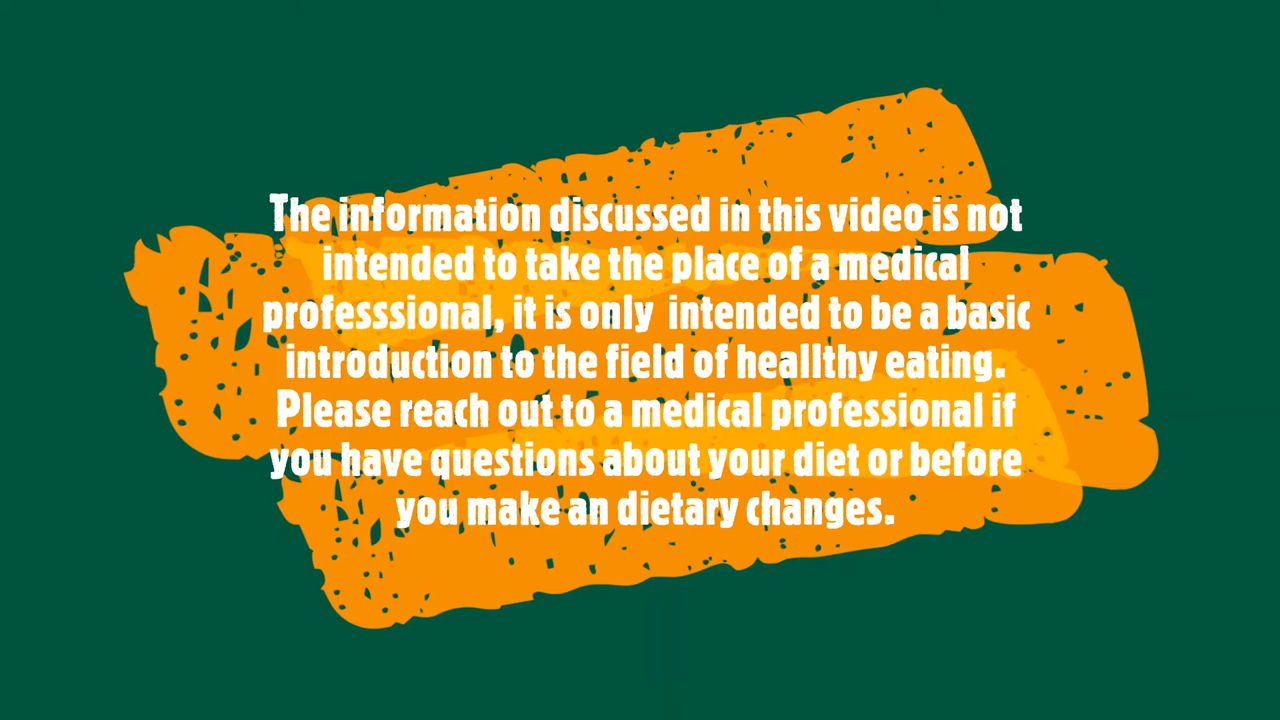 The information discussed in this video is not
intended to take the place of a medical
professsional, it is only intended to be a basic
introduction to the field of heallthy eating.
Please reach out to a medical professional if
you have questions about your diet or before
you make an dietary changes.